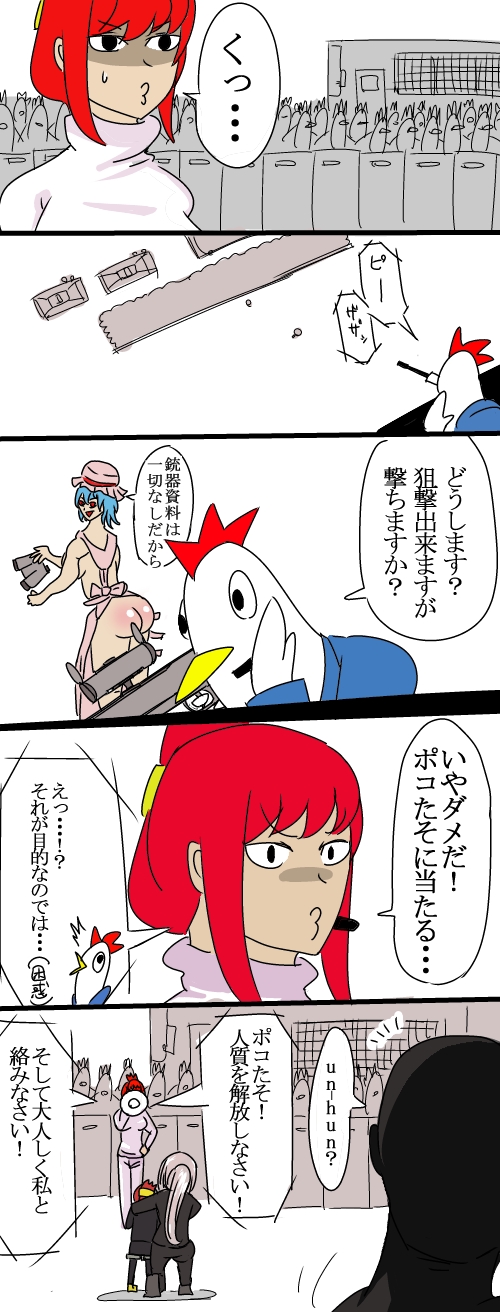 くっ・・・
ピー
ザザッ
どうします？
狙撃出来ますが
撃ちますか？
銃器資料は
一切なしだから
いやダメだ！
ポコたそに当たる・・・
えっ・・・！？
それが目的なのでは・・・(困惑)
un-hun?
ポコたそ！
人質を解放しなさい！
そして大人しく私と
絡みなさい！